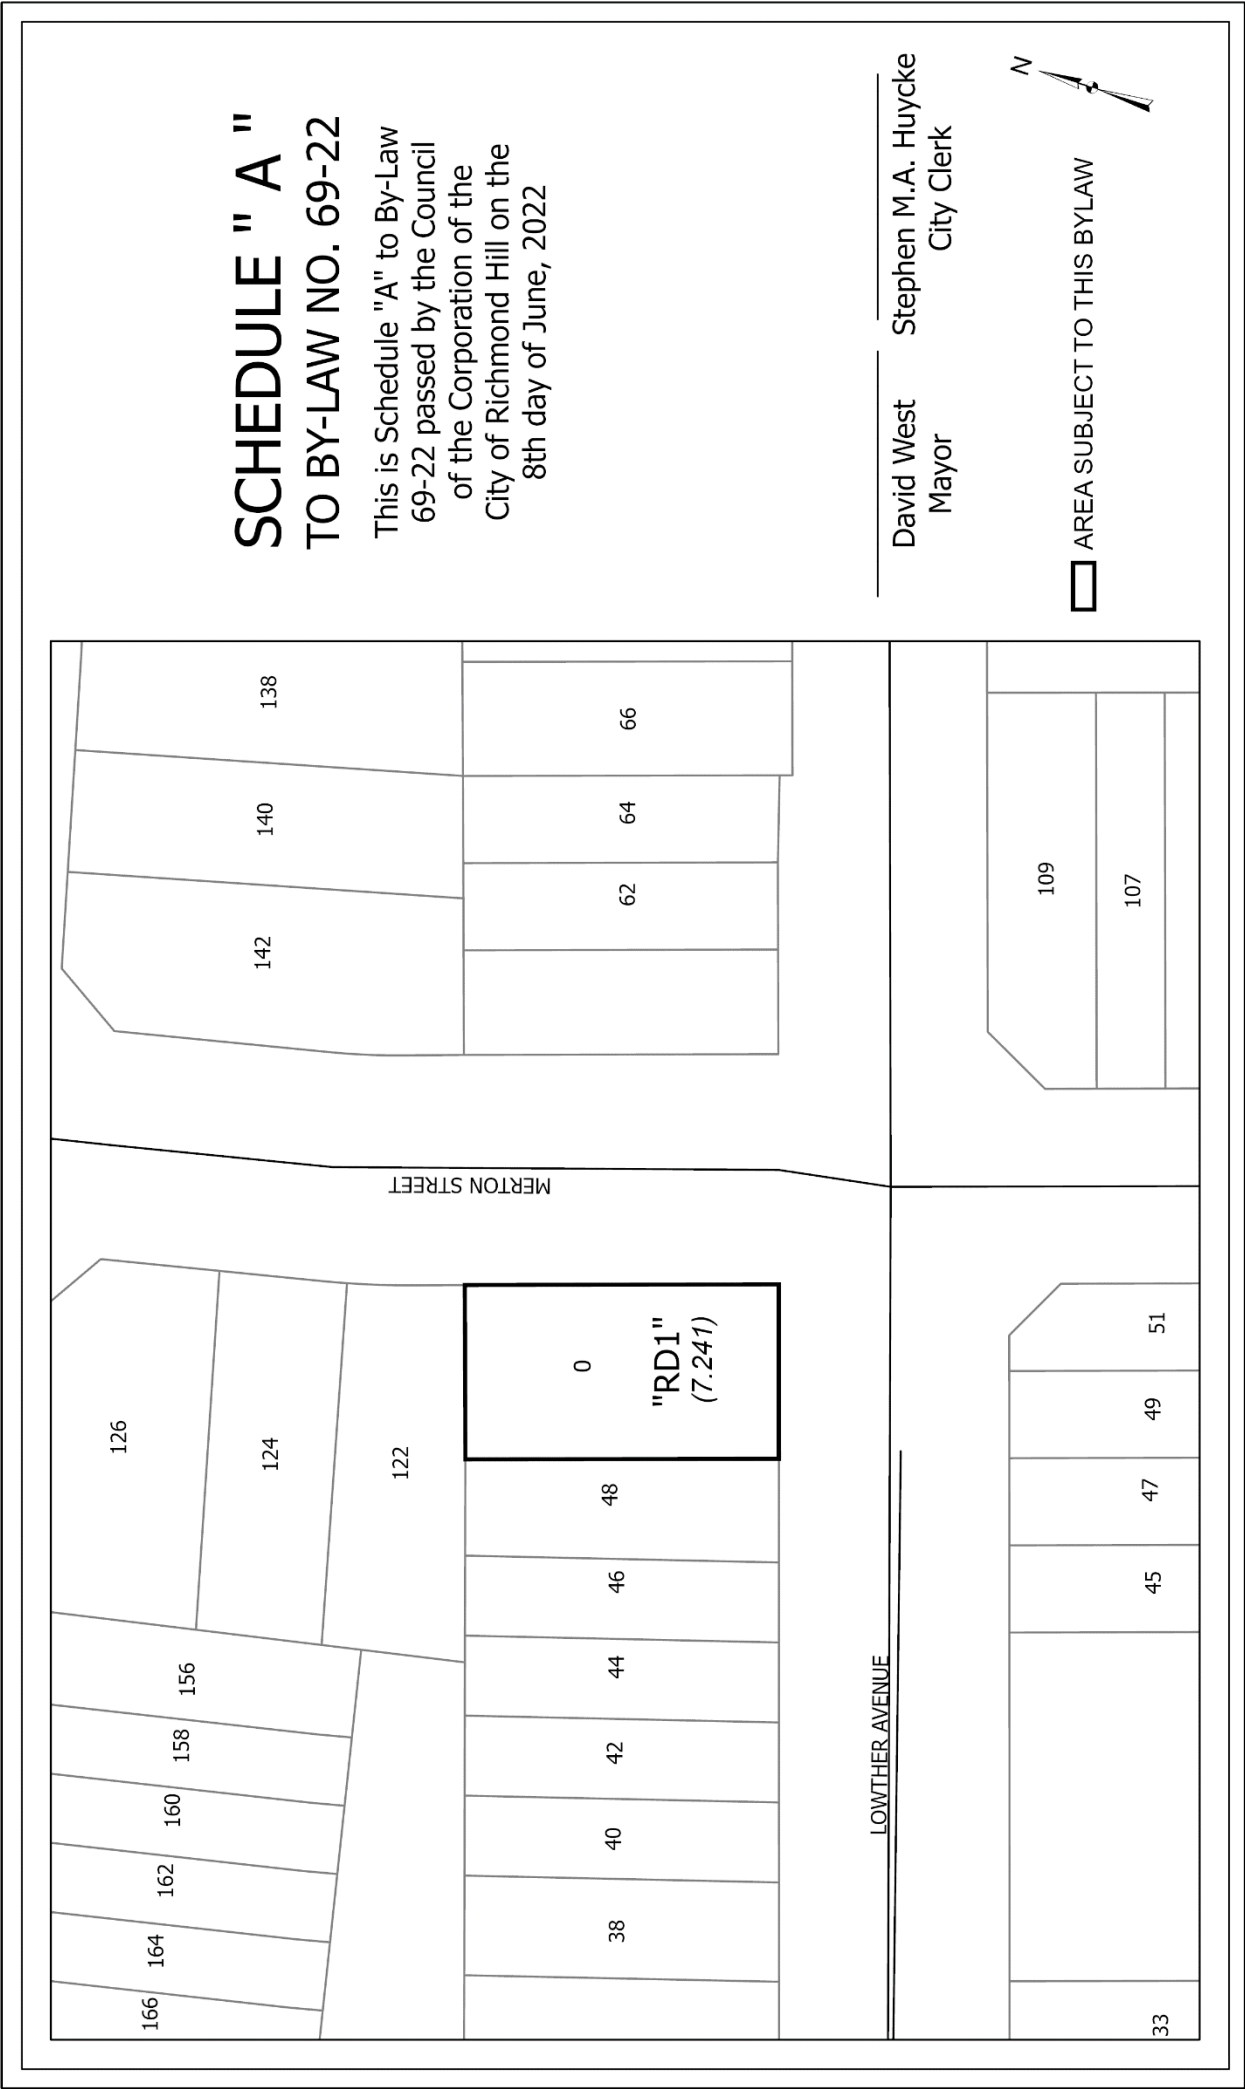 SCHEDULE " A "
TO BY-LAW NO. 69-22
This is Schedule "A" to By-Law
69-22 passed by the Council
of the Corporation of the
City of Richmond Hill on the
8th day of June, 2022
David West
Mayor
Stephen M.A. Huycke
City Clerk
AREA SUBJECT TO THIS BYLAW
N
166
164
162
160
158
156
126
124
122
142
140
138
38
40
42
44
46
48
0
"RD1"
(7.241)
MERTON STREET
62
64
66
LOWTHER AVENUE
33
45
47
49
51
109
107